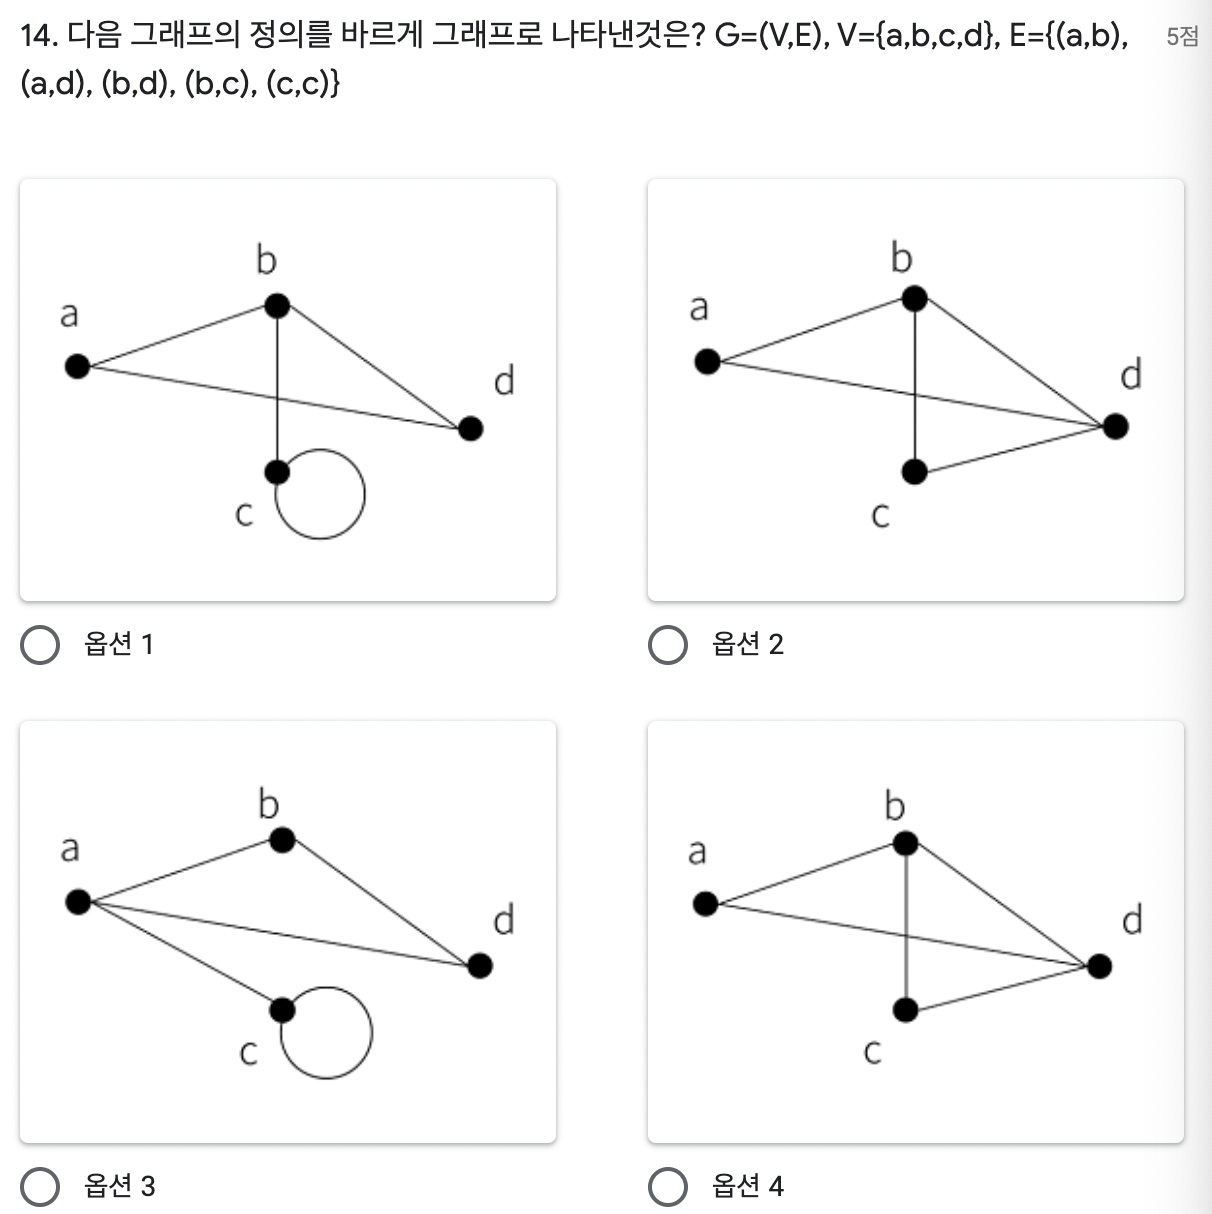 14. 다음 그래프의 정의를 바르게 그래프로 나타낸것은? G=(V,E), V={a,b,c,d}, E={(a,b), 5점
(a,d), (b,d), (b,c), (c,c)}
b
a
d
c
b
a
d
c
옵션 1
옵션 2
b
a
d
c
b
a
d
c
옵션 3
옵션 4